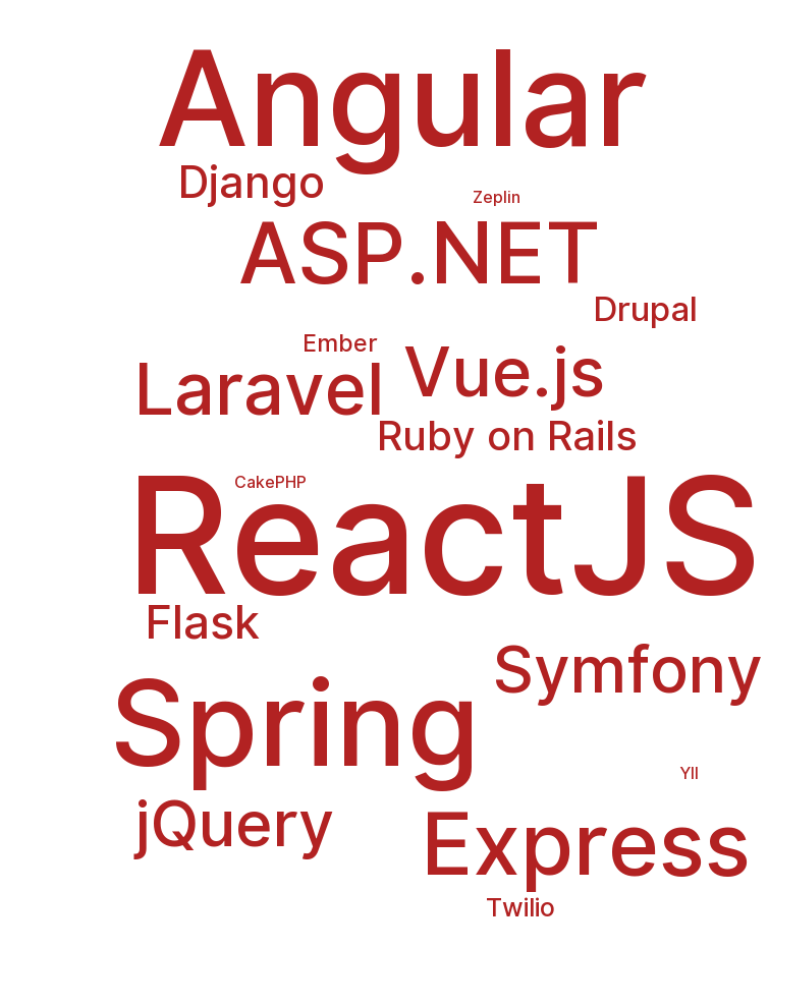 Angular
Django
Zeplin
ASP.NET
Drupal
Ember
Vue.js
Laravel
Ruby on Rails
CakePHP
ReactJS
Flask
Symfony
Spring
YII
jQuery
Express
Twilio